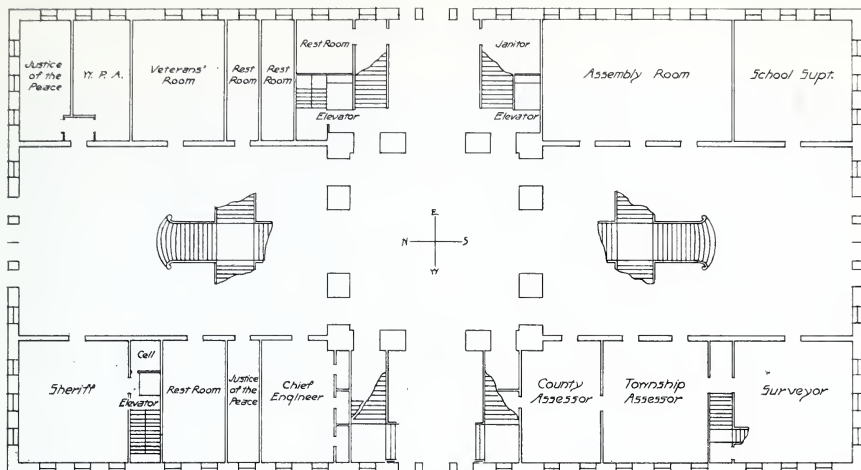 Justice
of the
Peace
W. P. A.
Veterans'
Room
Rest
Room
Rest
Room
Rest Room
Elevator
Janitor
Elevator
Assembly Room
School Supt.
E
N
S
W
Sheriff
Cell
Elevator
Rest Room
Justice
of the
Peace
Chief
Engineer
County
Assessor
Township
Assessor
Surveyor